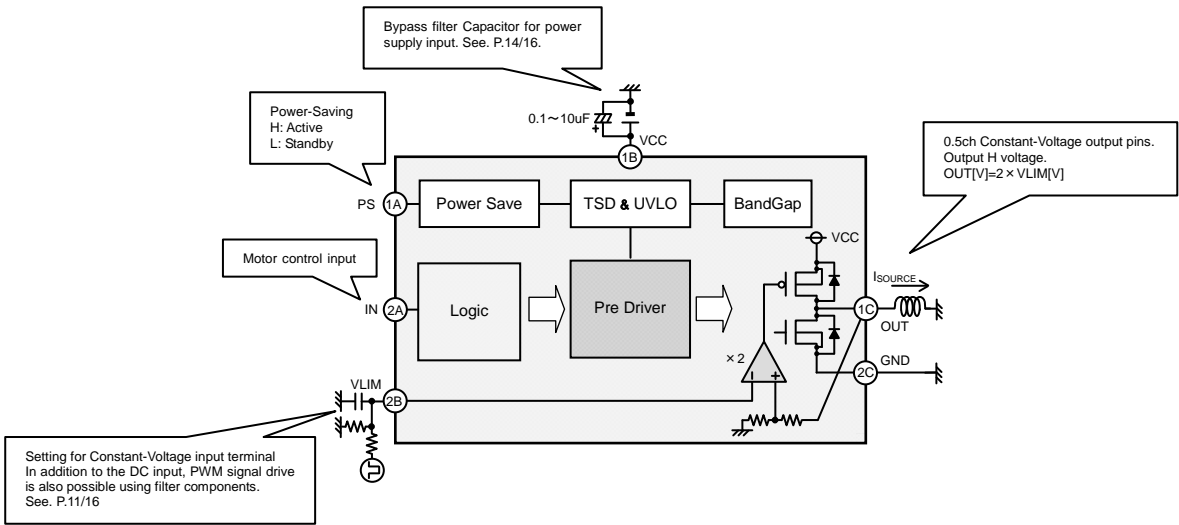 Bypass filter Capacitor for power
supply input. See. P.14/16.
Power-Saving
H: Active
L: Standby
0.1～10uF
+
VCC
1B
0.5ch Constant-Voltage output pins.
Output H voltage.
OUT[V]=2×VLIM[V]
PS
1A
Power Save
TSD & UVLO
BandGap
VCC
Motor control input
ISOURCE
IN
2A
Logic
Pre Driver
1C
OUT
×2
GND
2C
VLIM
2B
Setting for Constant-Voltage input terminal
In addition to the DC input, PWM signal drive
is also possible using filter components.
See. P.11/16